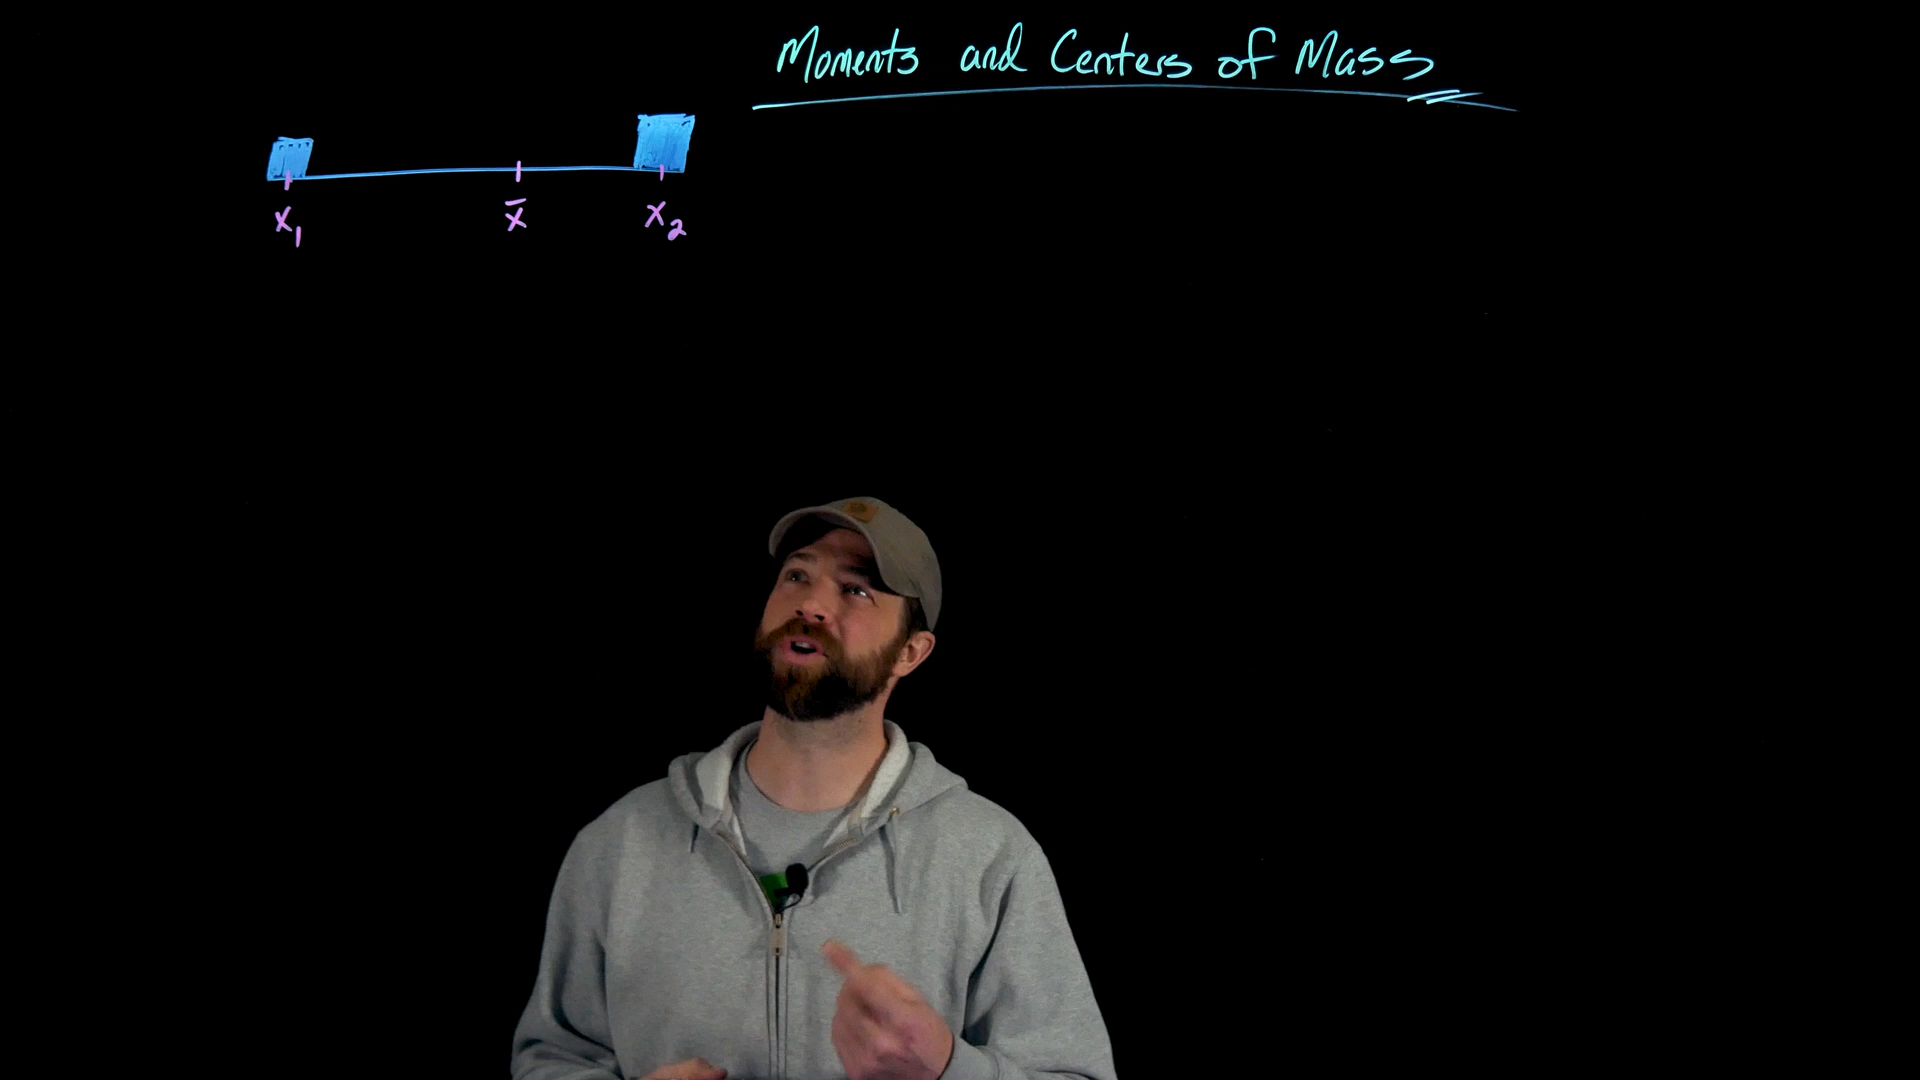 Moments and Centers of Mass
x₁ x̄ x₂